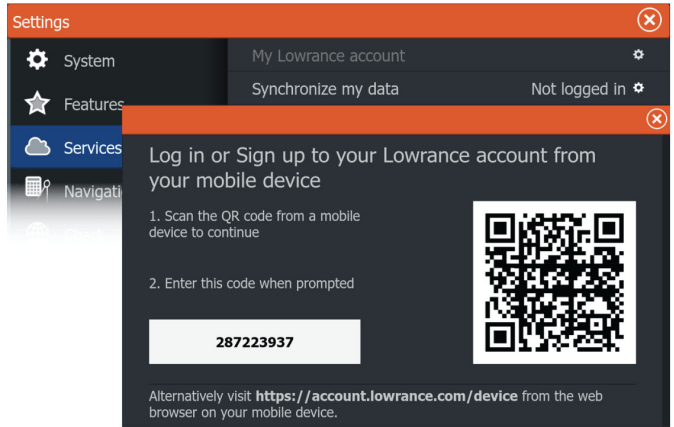 Settings
System
My Lowrance account
Synchronize my data Not logged in
Features
Services
Log in or Sign up to your Lowrance account from
your mobile device
1. Scan the QR code from a mobile
device to continue
2. Enter this code when prompted
287223937
Alternatively visit https://account.lowrance.com/device from the web
browser on your mobile device.
Navigati